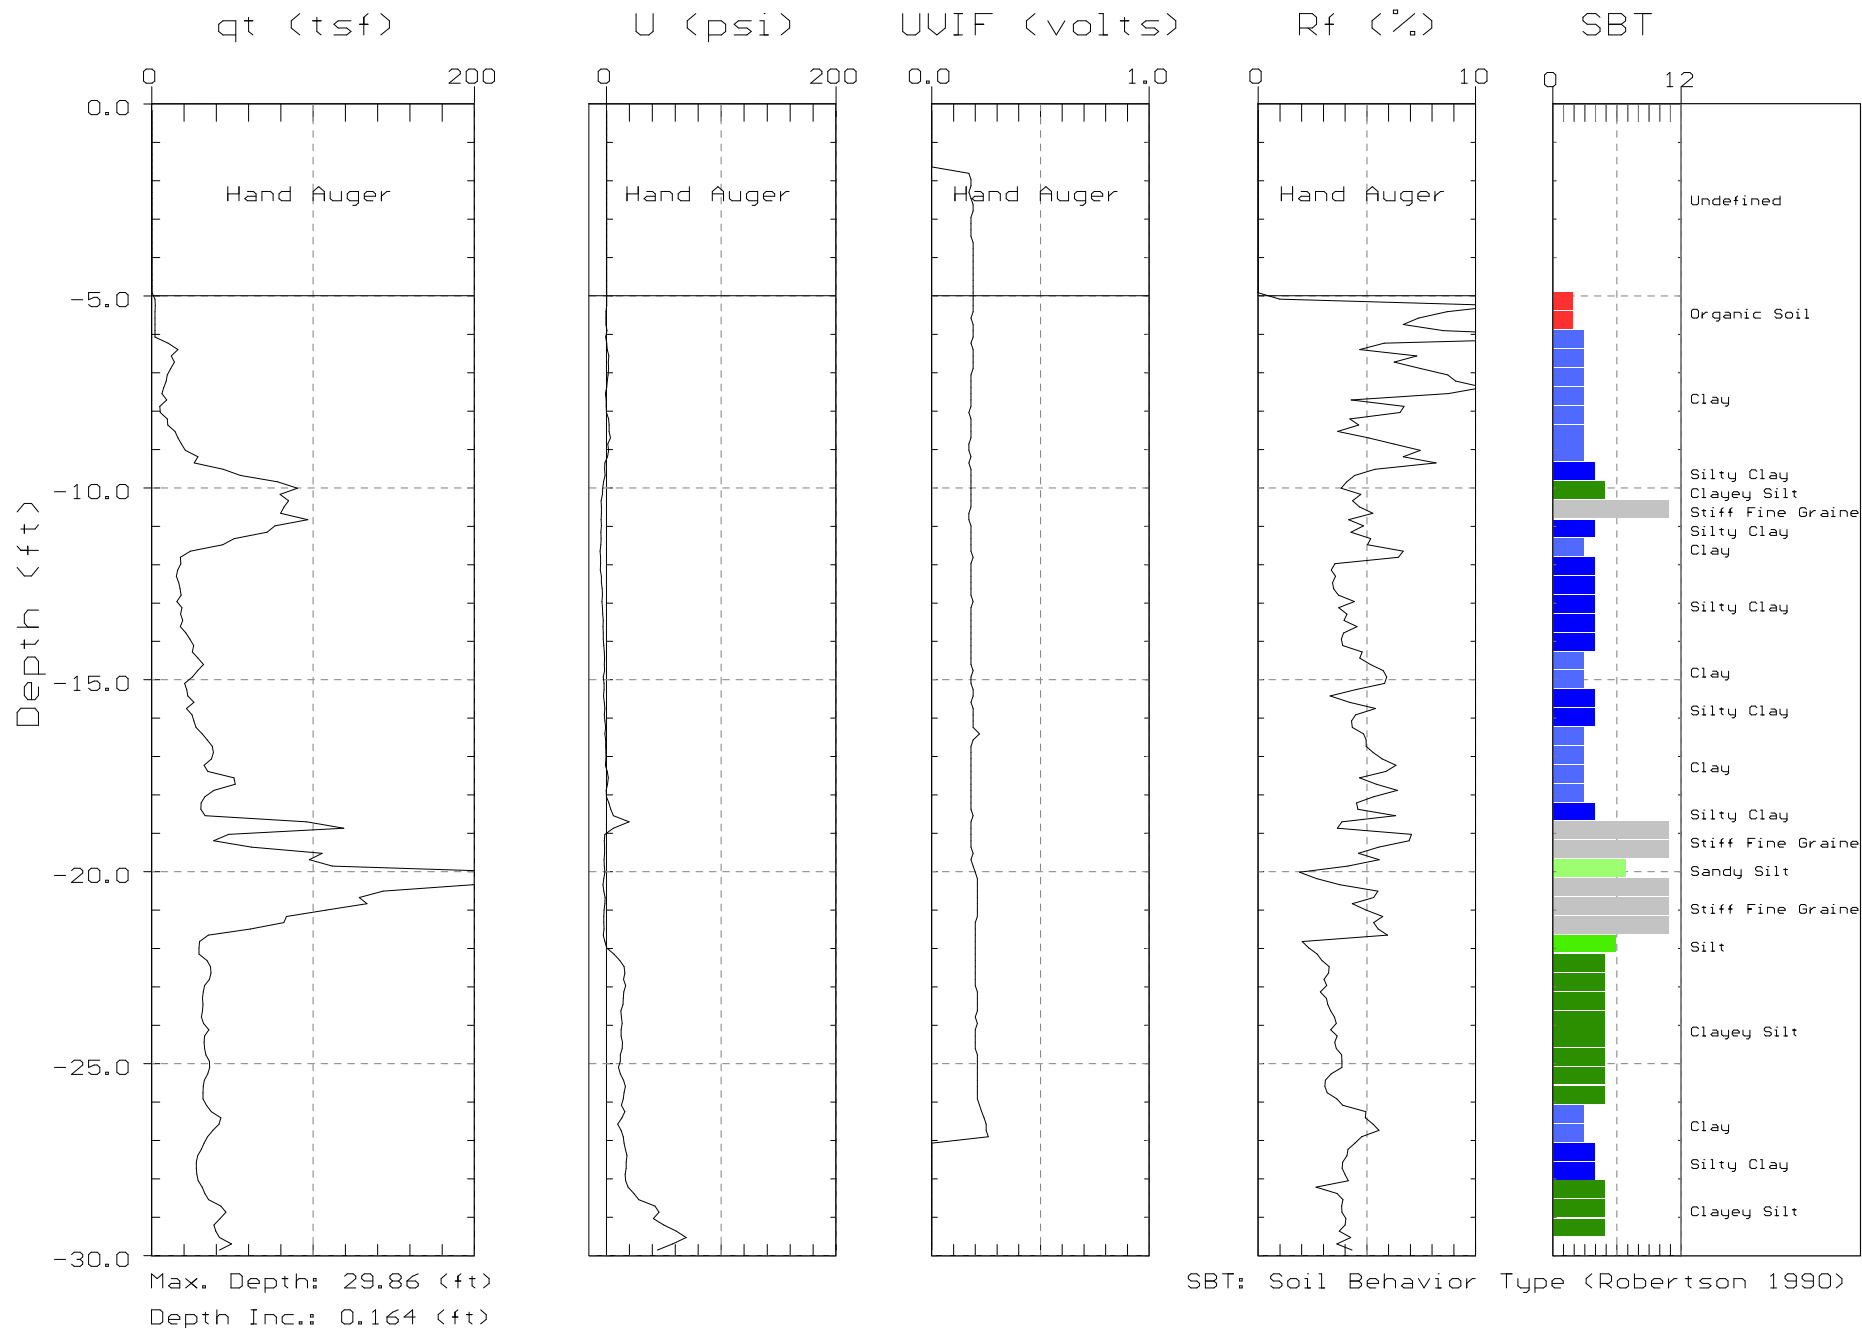 qt (tsf) U (psi) UVIF (volts) Rf (%) SBT
0 200 0 200 0.0 1.0 0 10 0 12
0.0
Hand Auger Hand Auger Hand Auger Hand Auger
Undefined
-5.0
Organic Soil
Clay
Silty Clay
-10.0
Clayey Silt
Stiff Fine Graine
Silty Clay
Clay
Depth (ft)
Silty Clay
Clay
-15.0
Silty Clay
Clay
Silty Clay
Stiff Fine Graine
-20.0
Sandy Silt
Stiff Fine Graine
Silt
Clayey Silt
-25.0
Clay
Silty Clay
Clayey Silt
-30.0
Max. Depth: 29.86 (ft)
SBT: Soil Behavior Type (Robertson 1990)
Depth Inc.: 0.164 (ft)